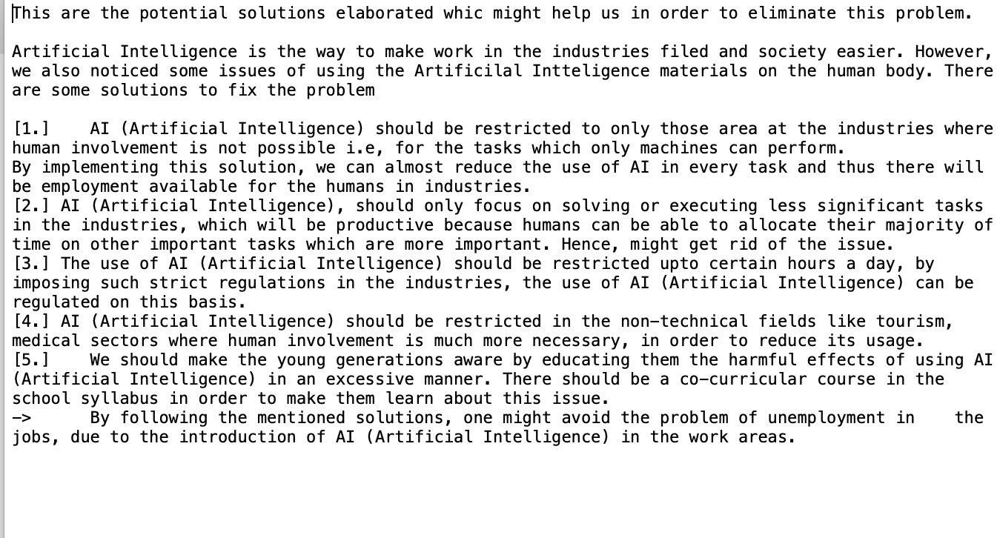 This are the potential solutions elaborated whic might help us in order to eliminate this problem.
Artificial Intelligence is the way to make work in the industries filed and society easier. However,
we also noticed some issues of using the Artificilal Intteligence materials on the human body. There
are some solutions to fix the problem
[1.]    AI (Artificial Intelligence) should be restricted to only those area at the industries where
human involvement is not possible i.e, for the tasks which only machines can perform.
By implementing this solution, we can almost reduce the use of AI in every task and thus there will
be employment available for the humans in industries.
[2.] AI (Artificial Intelligence), should only focus on solving or executing less significant tasks
in the industries, which will be productive because humans can be able to allocate their majority of
time on other important tasks which are more important. Hence, might get rid of the issue.
[3.] The use of AI (Artificial Intelligence) should be restricted upto certain hours a day, by
imposing such strict regulations in the industries, the use of AI (Artificial Intelligence) can be
regulated on this basis.
[4.] AI (Artificial Intelligence) should be restricted in the non-technical fields like tourism,
medical sectors where human involvement is much more necessary, in order to reduce its usage.
[5.]    We should make the young generations aware by educating them the harmful effects of using AI
(Artificial Intelligence) in an excessive manner. There should be a co-curricular course in the
school syllabus in order to make them learn about this issue.
->      By following the mentioned solutions, one might avoid the problem of unemployment in    the
jobs, due to the introduction of AI (Artificial Intelligence) in the work areas.